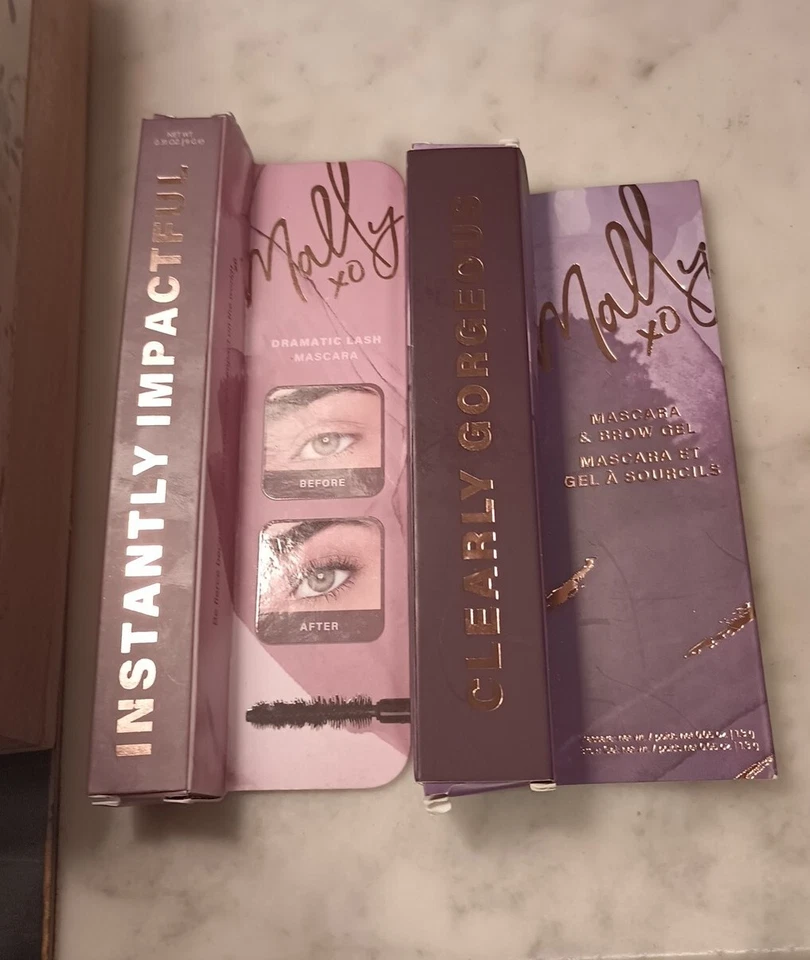 NET WT
INSTANTLY IMPACTFUL
Mally
xo
DRAMATIC LASH
MASCARA
BEFORE
AFTER
CLEARLY GORGEOUS
Mally
xo
MASCARA
& BROW GEL
MASCARA ET
GEL À SOURCILS